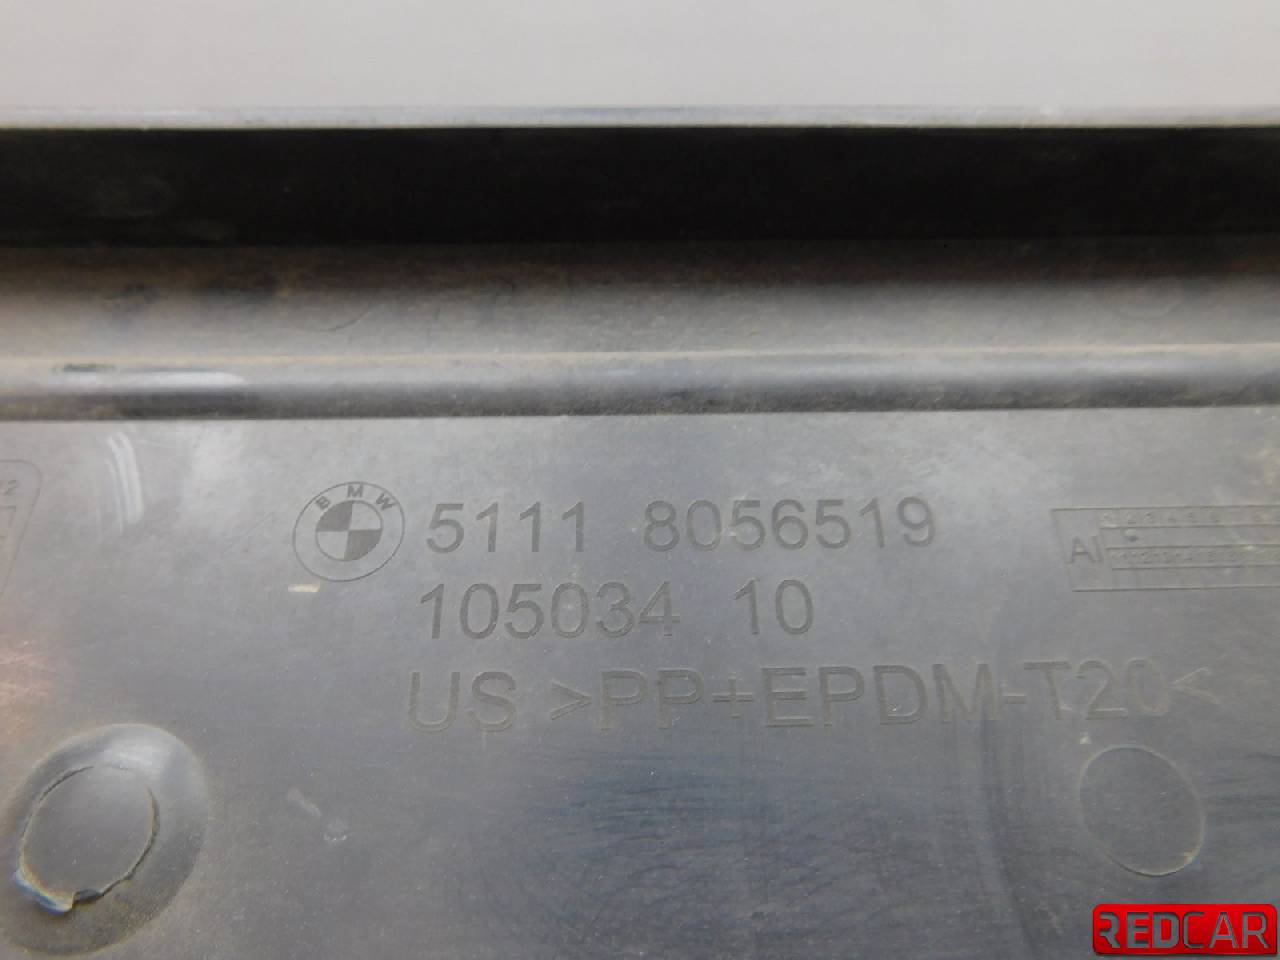 BMW
5111 8056519
105034 10
US >PP+EPDM-T20<
AI
REDCAR